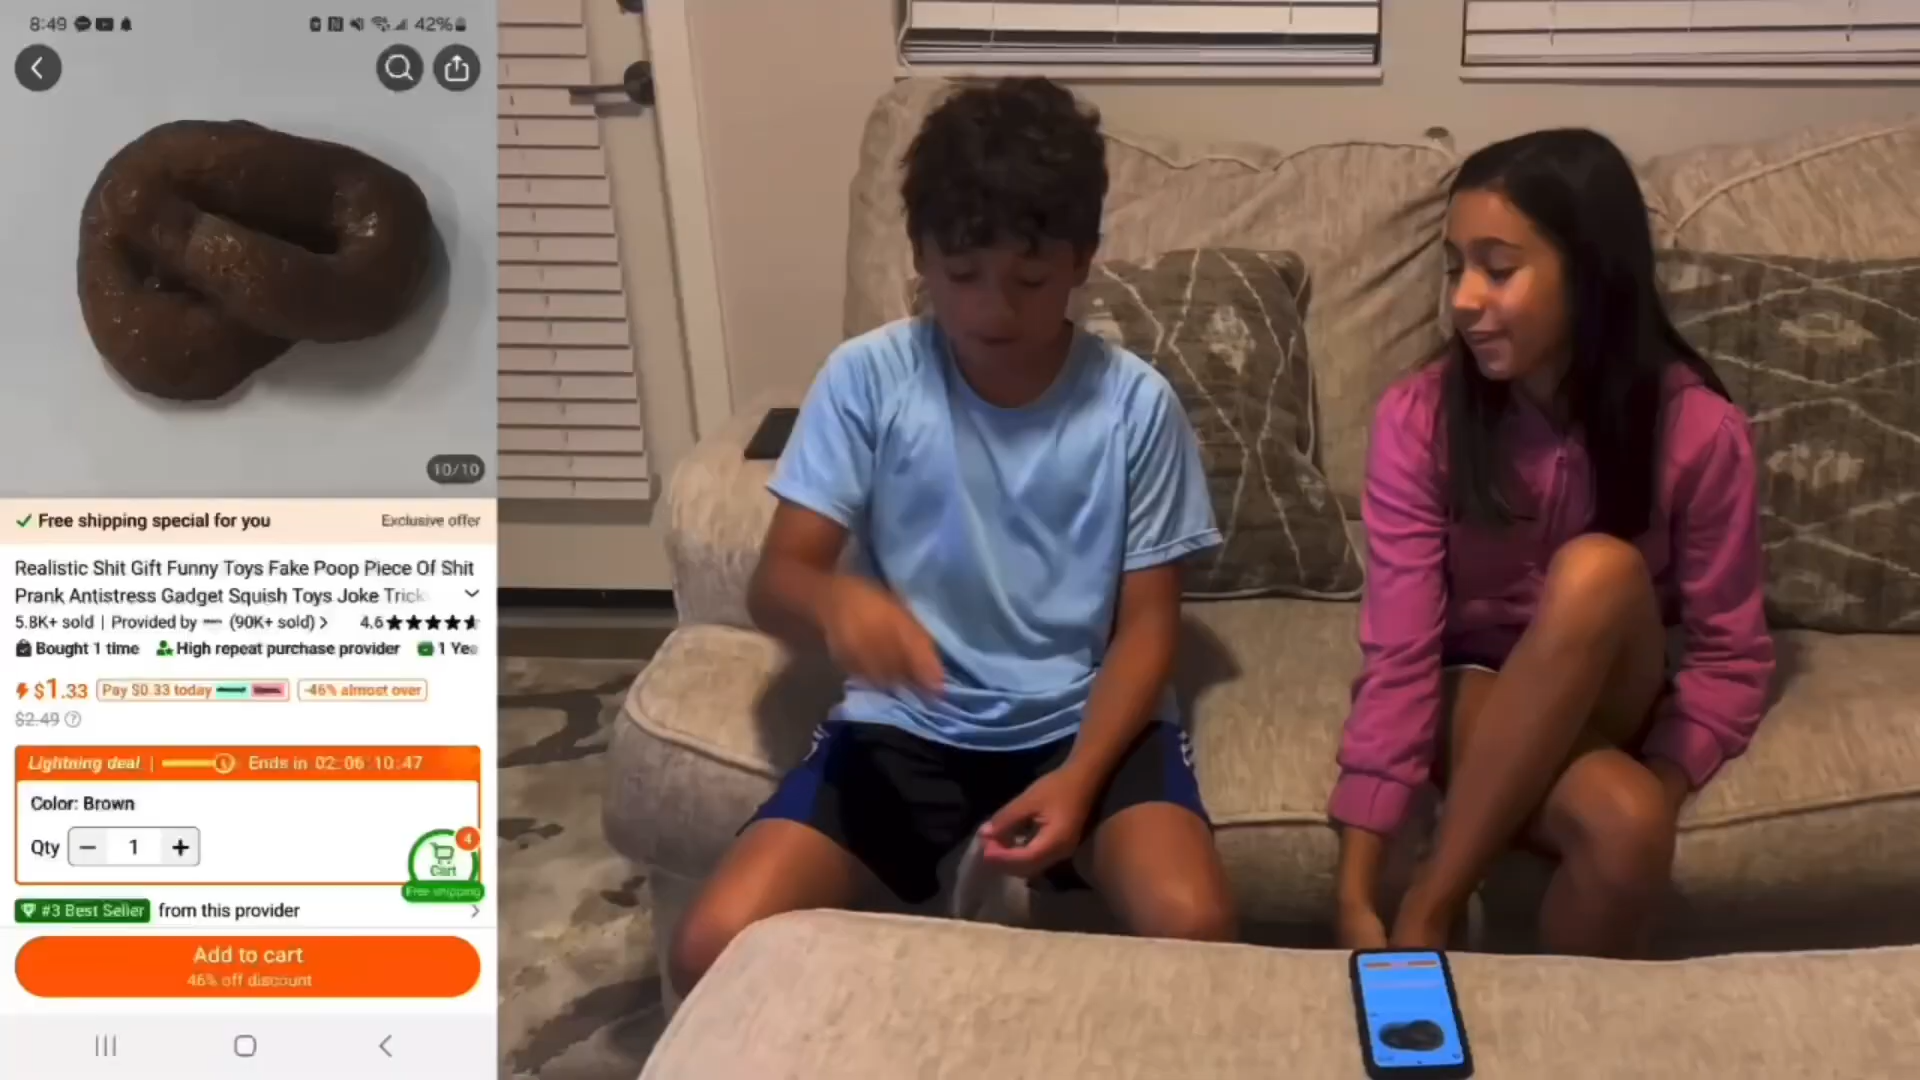 8:49
42%
10/10
Free shipping special for you
Exclusive offer
Realistic Shit Gift Funny Toys Fake Poop Piece Of Shit
Prank Antistress Gadget Squish Toys Joke Trick
5.8K+ sold | Provided by (90K+ sold) >
4.6
Bought 1 time
High repeat purchase provider
1 Yea
$1.33
Pay $0.33 today
-46% almost over
$2.49
Lightning deal | Ends in 02:06:10:47
Color: Brown
Qty - 1 +
4
Cart
Free shipping
#3 Best Seller from this provider
Add to cart
46% off discount